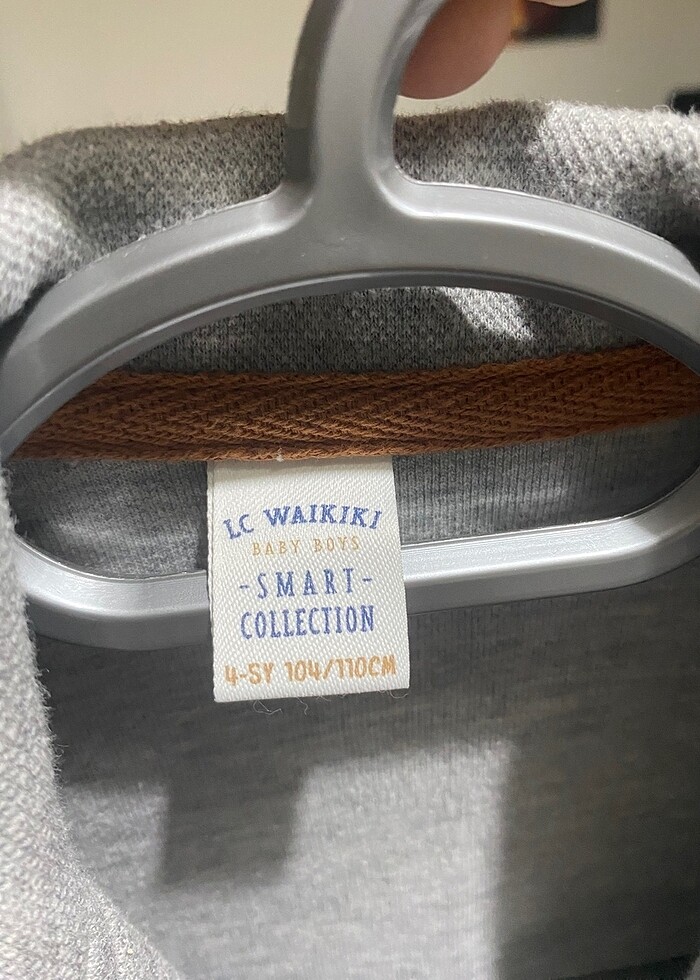 LC WAIKIKI
BABY BOYS
-SMART-
COLLECTION
4-5Y 104/110CM